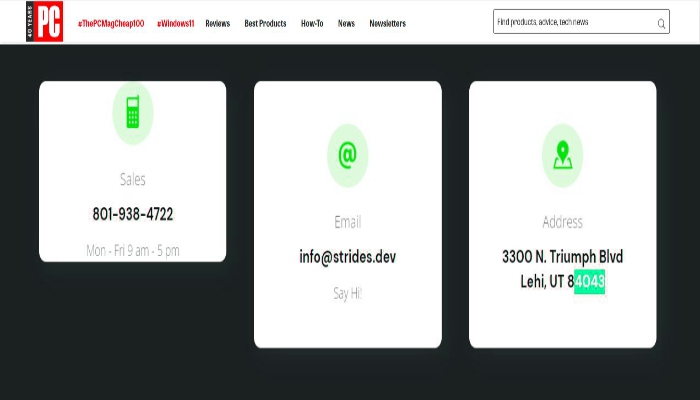 40 YEARS
PC
#ThePCMagCheap100 #Windows11 Reviews Best Products How-To News Newsletters
Find products, advice, tech news
Sales
801-938-4722
Mon - Fri 9 am - 5 pm
@
Email
info@strides.dev
Say Hi!
Address
3300 N. Triumph Blvd
Lehi, UT 84043